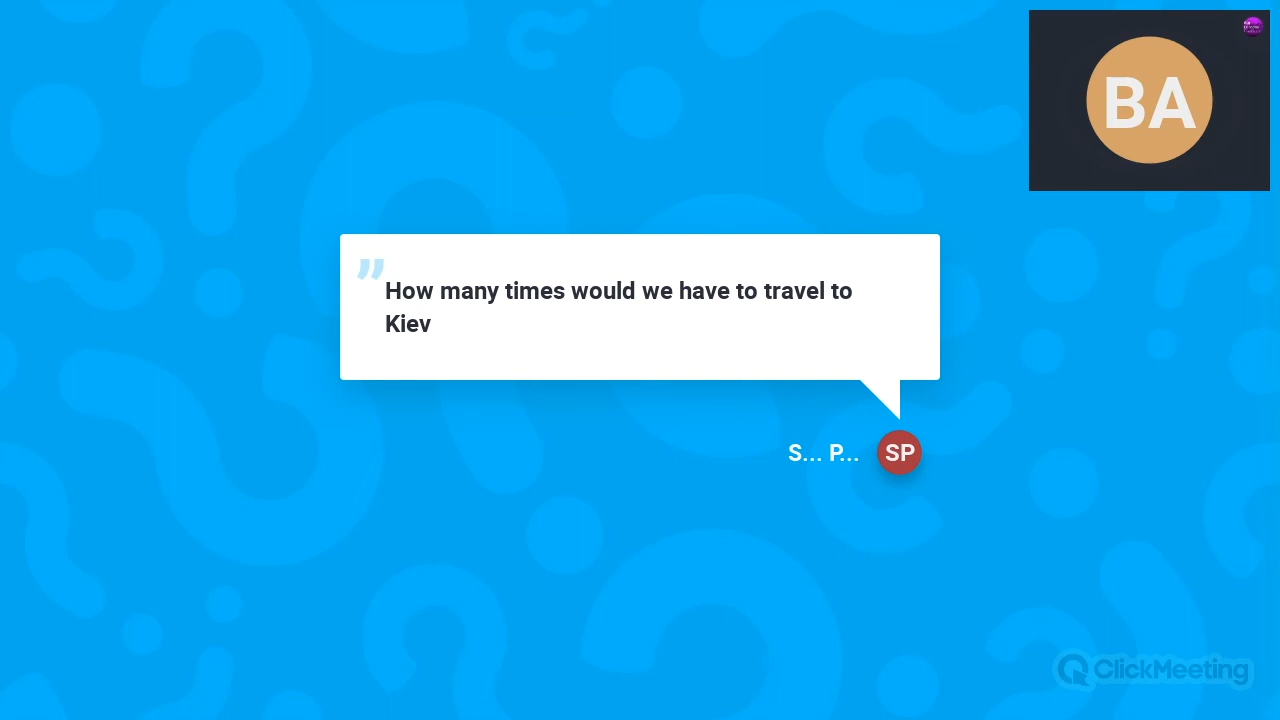 BA
How many times would we have to travel to
Kiev
S... P... SP
ClickMeeting